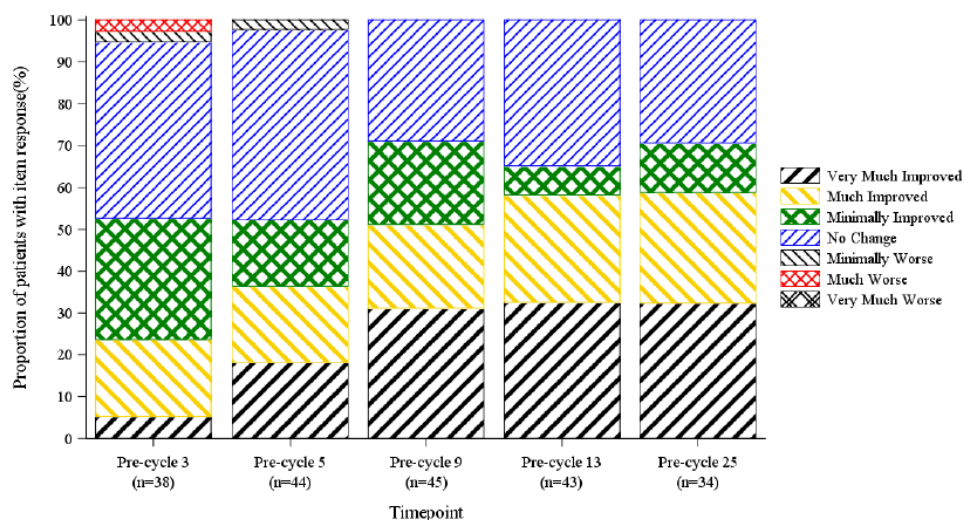 Proportion of patients with item response(%)
100
90
80
70
60
50
40
30
20
10
0
Pre-cycle 3
(n=38)
Pre-cycle 5
(n=44)
Pre-cycle 9
(n=45)
Pre-cycle 13
(n=43)
Pre-cycle 25
(n=34)
Timepoint
Very Much Improved
Much Improved
Minimally Improved
No Change
Minimally Worse
Much Worse
Very Much Worse